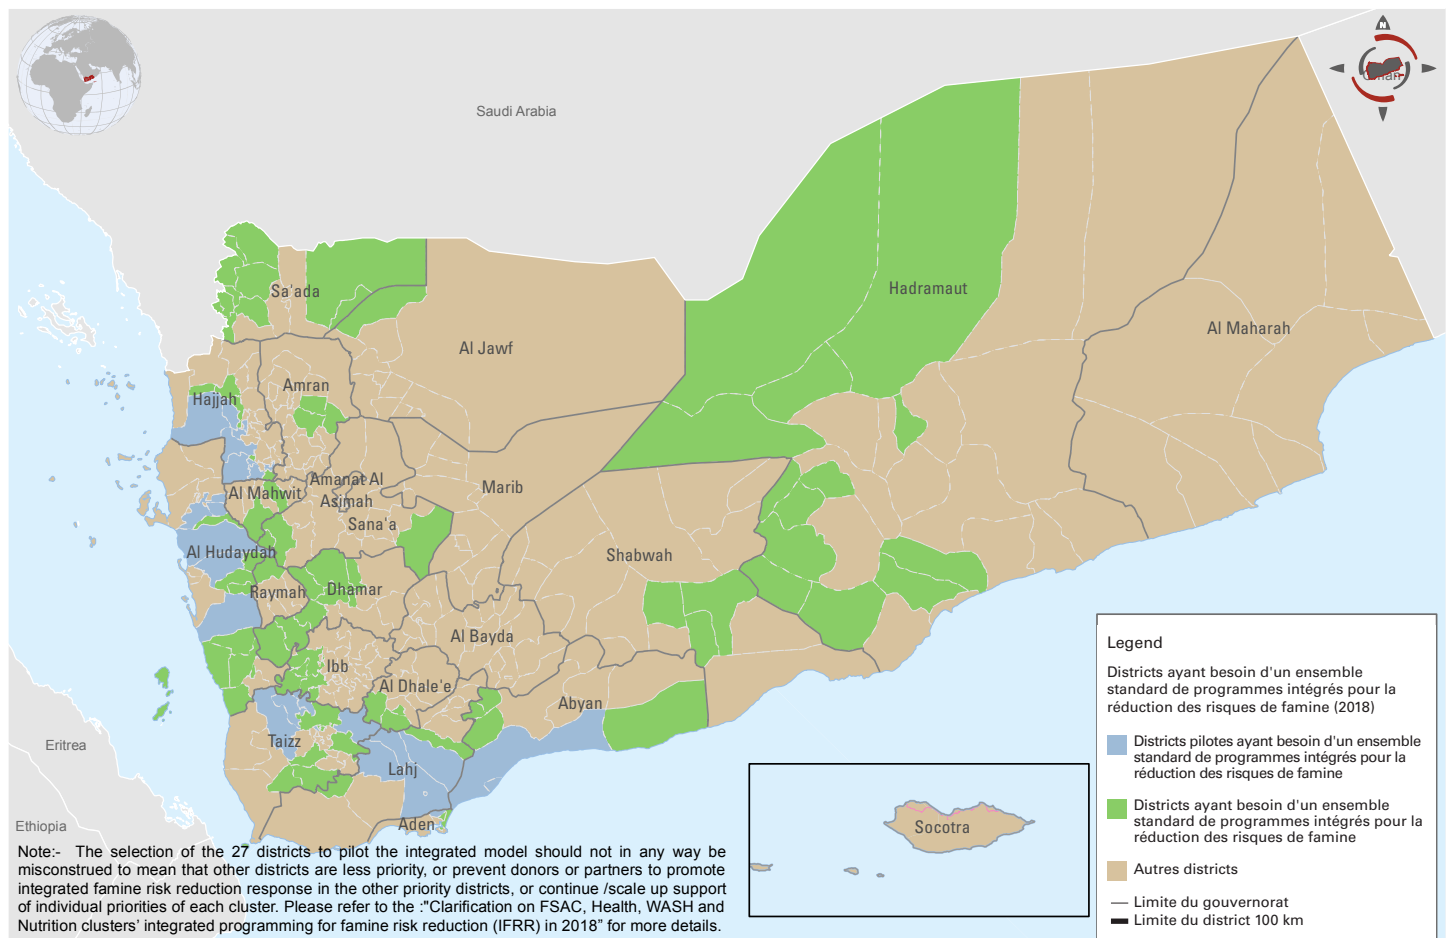 N
Oman
Saudi Arabia
Sa'ada
Hadramaut
Al Maharah
Al Jawf
Amran
Hajjah
Amanat Al
Asimah
Al Mahwit
Marib
Sana'a
Al Hudaydah
Shabwah
Raymah
Dhamar
Al Bayda
Ibb
Al Dhale'e
Abyan
Taizz
Lahj
Aden
Eritrea
Ethiopia
Socotra
Note:- The selection of the 27 districts to pilot the integrated model should not in any way be
misconstrued to mean that other districts are less priority, or prevent donors or partners to promote
integrated famine risk reduction response in the other priority districts, or continue /scale up support
of individual priorities of each cluster. Please refer to the :"Clarification on FSAC, Health, WASH and
Nutrition clusters' integrated programming for famine risk reduction (IFRR) in 2018" for more details.
Legend
Districts ayant besoin d'un ensemble
standard de programmes intégrés pour la
réduction des risques de famine (2018)
Districts pilotes ayant besoin d'un ensemble
standard de programmes intégrés pour la
réduction des risques de famine
Districts ayant besoin d'un ensemble
standard de programmes intégrés pour la
réduction des risques de famine
Autres districts
Limite du gouvernorat
Limite du district 100 km